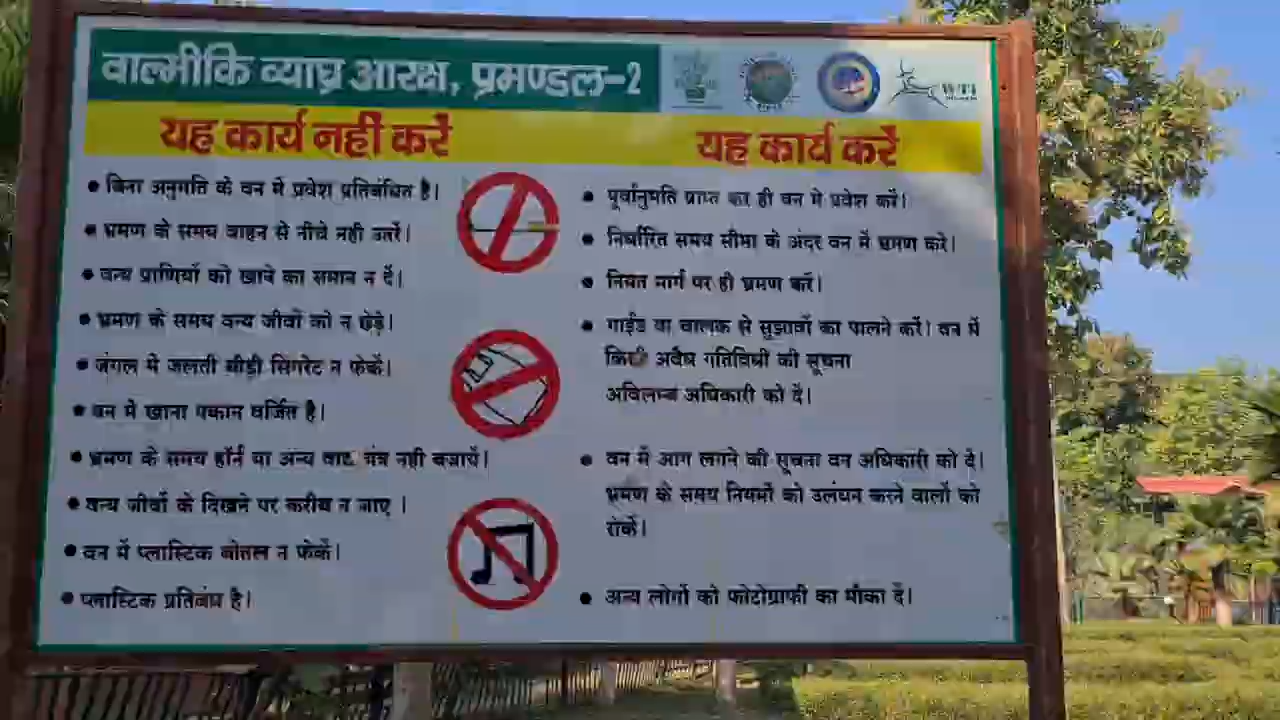 वाल्मीकि व्याघ्र आरक्ष, प्रमण्डल-2
WTI
यह कार्य नहीं करें
• बिना अनुमति के वन में प्रवेश प्रतिबंधित है।
• भ्रमण के समय वाहन से नीचे नही उतरें।
• वन्य प्राणियों को खाने का समान न दें।
• भ्रमण के समय वन्य जीवों को न छेड़े।
• जंगल में जलती बीड़ी सिगरेट न फेकें।
• वन में खाना पकान वर्जित है।
• भ्रमण के समय हॉर्न या अन्य वाद्य यंत्र नही बजायें।
• वन्य जीवों के दिखने पर करीब न जाए ।
• वन में प्लास्टिक बोतल न फेकें।
• प्लास्टिक प्रतिबंध है।
यह कार्य करें
• पूर्वानुमति प्राप्त कर ही वन मे प्रवेश करें।
• निर्धारित समय सीमा के अंदर वन में भ्रमण करे।
• नियत मार्ग पर ही भ्रमण करें।
• गाईड या चालक से सुझावों का पालने करें। वन में
किसी अवैध गतिविधी की सूचना
अविलम्ब अधिकारी को दें।
• वन में आग लगने की सूचना वन अधिकारी को दें।
भ्रमण के समय नियमों को उलंघन करने वालों को
रोकें।
• अन्य लोगों को फोटोग्राफी का मौका दें।